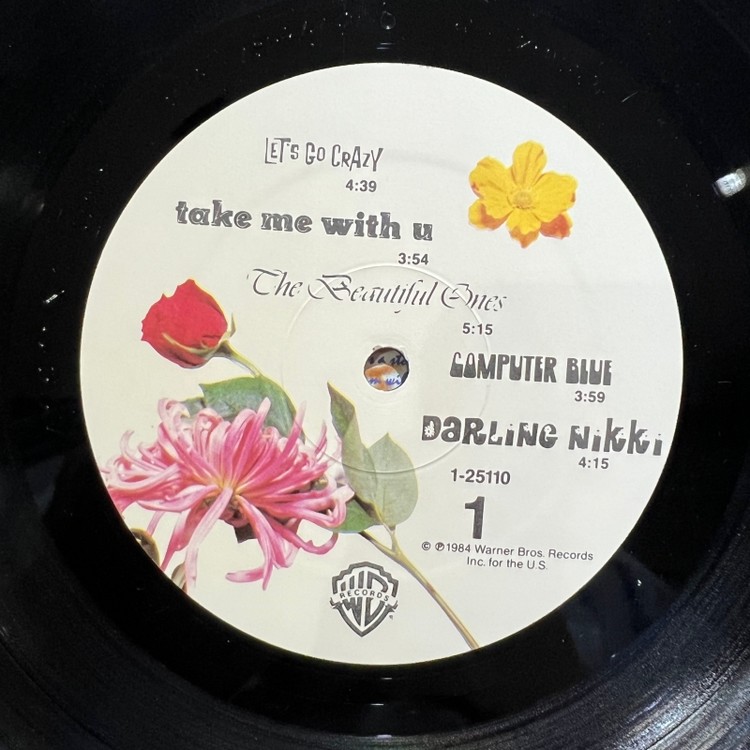 LET'S GO CRAZY
4:39
take me with u
3:54
The Beautiful Ones
5:15
COMPUTER BLUE
3:59
DARLING NIKKI
4:15
1-25110
1
© ℗1984 Warner Bros. Records
Inc. for the U.S.
WB
RECORDS
®